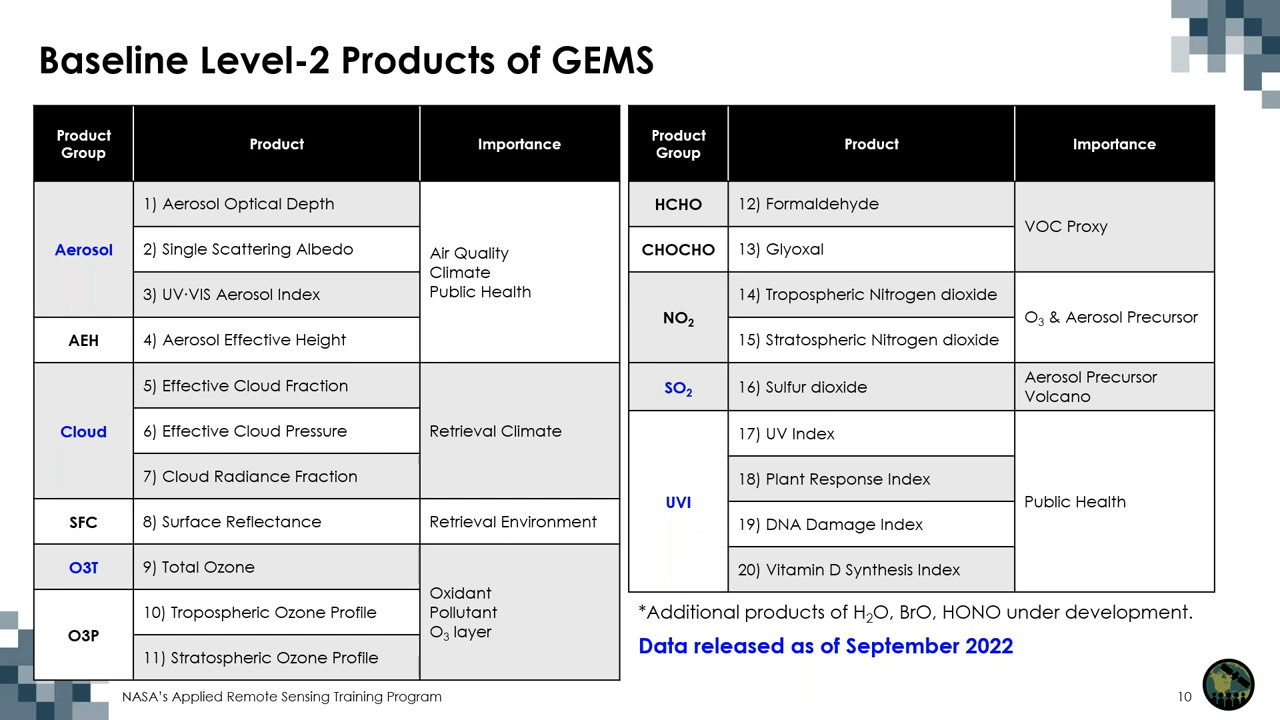 Baseline Level-2 Products of GEMS
Product
Group
Product
Importance
Aerosol
1) Aerosol Optical Depth
2) Single Scattering Albedo
3) UV·VIS Aerosol Index
Air Quality
Climate
Public Health
AEH
4) Aerosol Effective Height
Cloud
5) Effective Cloud Fraction
6) Effective Cloud Pressure
7) Cloud Radiance Fraction
Retrieval Climate
SFC
8) Surface Reflectance
Retrieval Environment
O3T
9) Total Ozone
Oxidant
Pollutant
O₃ layer
O3P
10) Tropospheric Ozone Profile
11) Stratospheric Ozone Profile
Product
Group
Product
Importance
HCHO
12) Formaldehyde
VOC Proxy
CHOCHO
13) Glyoxal
NO₂
14) Tropospheric Nitrogen dioxide
15) Stratospheric Nitrogen dioxide
O₃ & Aerosol Precursor
SO₂
16) Sulfur dioxide
Aerosol Precursor
Volcano
UVI
17) UV Index
18) Plant Response Index
19) DNA Damage Index
20) Vitamin D Synthesis Index
Public Health
*Additional products of H₂O, BrO, HONO under development.
Data released as of September 2022
NASA's Applied Remote Sensing Training Program
10